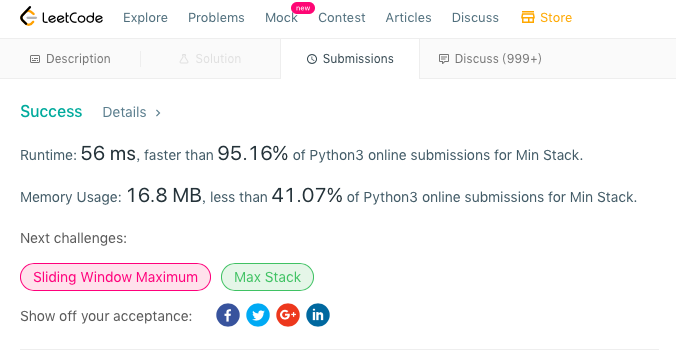 LeetCode Explore Problems Mock new Contest Articles Discuss Store
Description Solution Submissions Discuss (999+)
Success Details >
Runtime: 56 ms, faster than 95.16% of Python3 online submissions for Min Stack.
Memory Usage: 16.8 MB, less than 41.07% of Python3 online submissions for Min Stack.
Next challenges:
Sliding Window Maximum Max Stack
Show off your acceptance: f G+ in